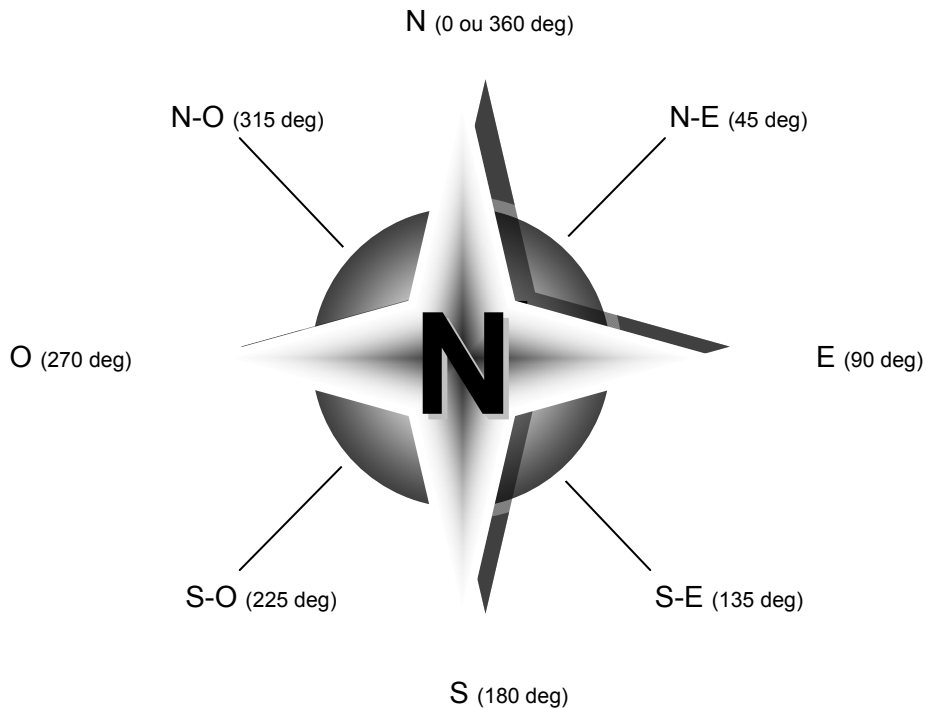 N (0 ou 360 deg)
N-O (315 deg)
N-E (45 deg)
N
O (270 deg)
E (90 deg)
S-O (225 deg)
S-E (135 deg)
S (180 deg)